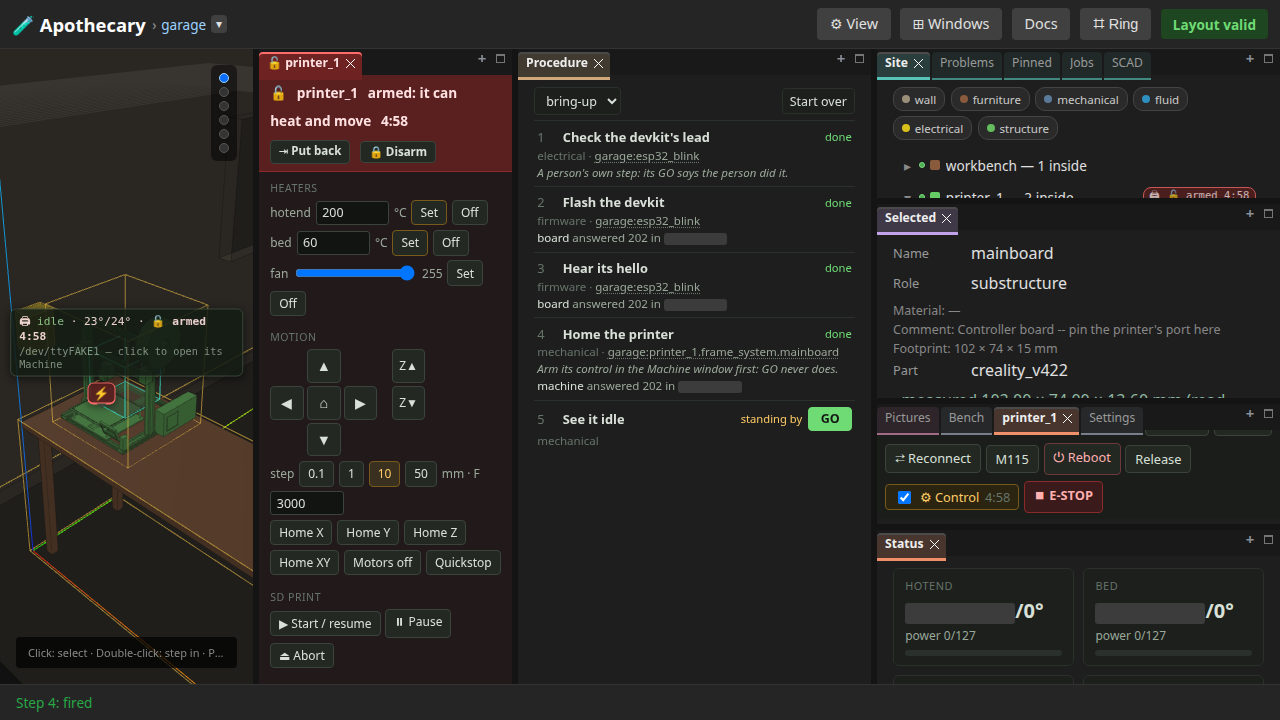 🧪 Apothecary › garage ▾
⚙ View
⊞ Windows
Docs
⌗ Ring
Layout valid
🖨 idle · 23°/24° · 🔓 armed
4:58
/dev/ttyFAKE1 — click to open its
Machine
⚡
Click: select · Double-click: step in · P…
🔓 printer_1
🔓 printer_1 armed: it can
heat and move 4:58
⇥ Put back
🔒 Disarm
HEATERS
hotend 200 °C Set Off
bed 60 °C Set Off
fan 255 Set
Off
MOTION
▲ Z▲
◀ ⌂ ▶ Z▼
▼
step 0.1 1 10 50 mm · F
3000
Home X Home Y Home Z
Home XY Motors off Quickstop
SD PRINT
▶ Start / resume ⏸ Pause
⏏ Abort
Procedure
bring-up
Start over
1 Check the devkit's lead done
electrical · garage:esp32_blink
A person's own step: its GO says the person did it.
2 Flash the devkit done
firmware · garage:esp32_blink
board answered 202 in
3 Hear its hello done
firmware · garage:esp32_blink
board answered 202 in
4 Home the printer done
mechanical · garage:printer_1.frame_system.mainboard
Arm its control in the Machine window first: GO never does.
machine answered 202 in
5 See it idle standing by GO
mechanical
Site Problems Pinned Jobs SCAD
wall furniture mechanical fluid
electrical structure
▸ workbench — 1 inside
▾ printer_1 — 2 inside 🖨 🔓 armed 4:58
Selected
Name mainboard
Role substructure
Material: —
Comment: Controller board -- pin the printer's port here
Footprint: 102 × 74 × 15 mm
Part creality_v422
Pictures Bench printer_1 Settings
⇄ Reconnect M115 ⏻ Reboot Release
⚙ Control 4:58 ⏹ E-STOP
Status
HOTEND
/0°
power 0/127
BED
/0°
power 0/127
Step 4: fired